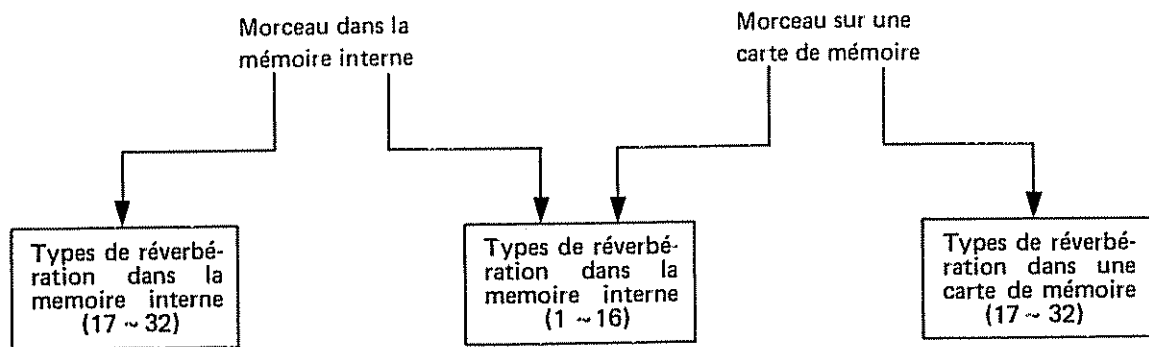 Morceau dans la
mémoire interne
Morceau sur une
carte de mémoire
Types de réverbé-
ration dans la
memoire interne
(17 ~ 32)
Types de réverbé-
ration dans la
memoire interne
(1 ~ 16)
Types de réverbé-
ration dans une
carte de mémoire
(17 ~ 32)